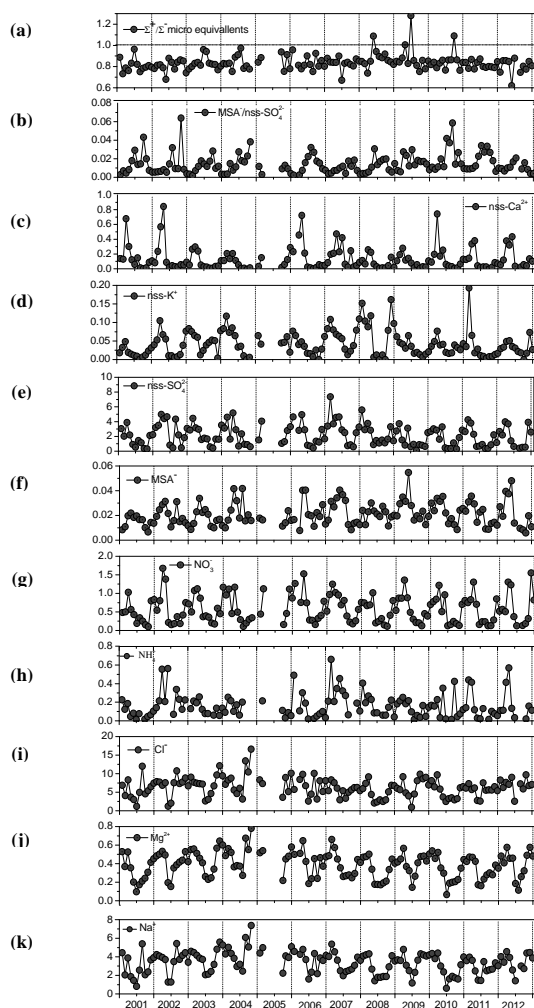 (a)
1.2
1.0
0.8
0.6
Σ⁺/Σ⁻ micro equivallents
(b)
0.08
0.06
0.04
0.02
0.00
MSA⁻/nss-SO₄²⁻
(c)
1.0
0.8
0.6
0.4
0.2
0.0
nss-Ca²⁺
(d)
0.20
0.15
0.10
0.05
0.00
nss-K⁺
(e)
10
8
6
4
2
0
nss-SO₄²⁻
(f)
0.06
0.04
0.02
0.00
MSA⁻
(g)
2.0
1.5
1.0
0.5
0.0
NO₃⁻
(h)
0.8
0.6
0.4
0.2
0.0
(i)
20
15
10
5
0
Cl⁻
(j)
0.8
0.6
0.4
0.2
0.0
Mg²⁺
(k)
8
6
4
2
0
Na⁺
2001 2002 2003 2004 2005 2006 2007 2008 2009 2010 2011 2012